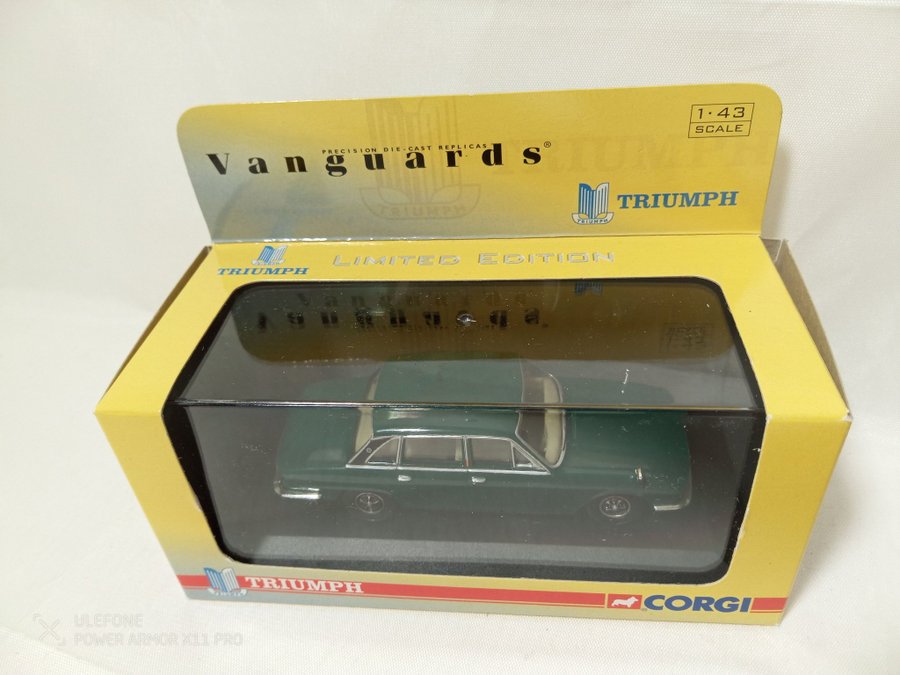 1·43
SCALE
PRECISION DIE-CAST REPLICAS
Vanguards®
TRIUMPH
TRIUMPH LIMITED EDITION
Vanguards
TRIUMPH
CORGI
ULEFONE
POWER ARMOR X11 PRO